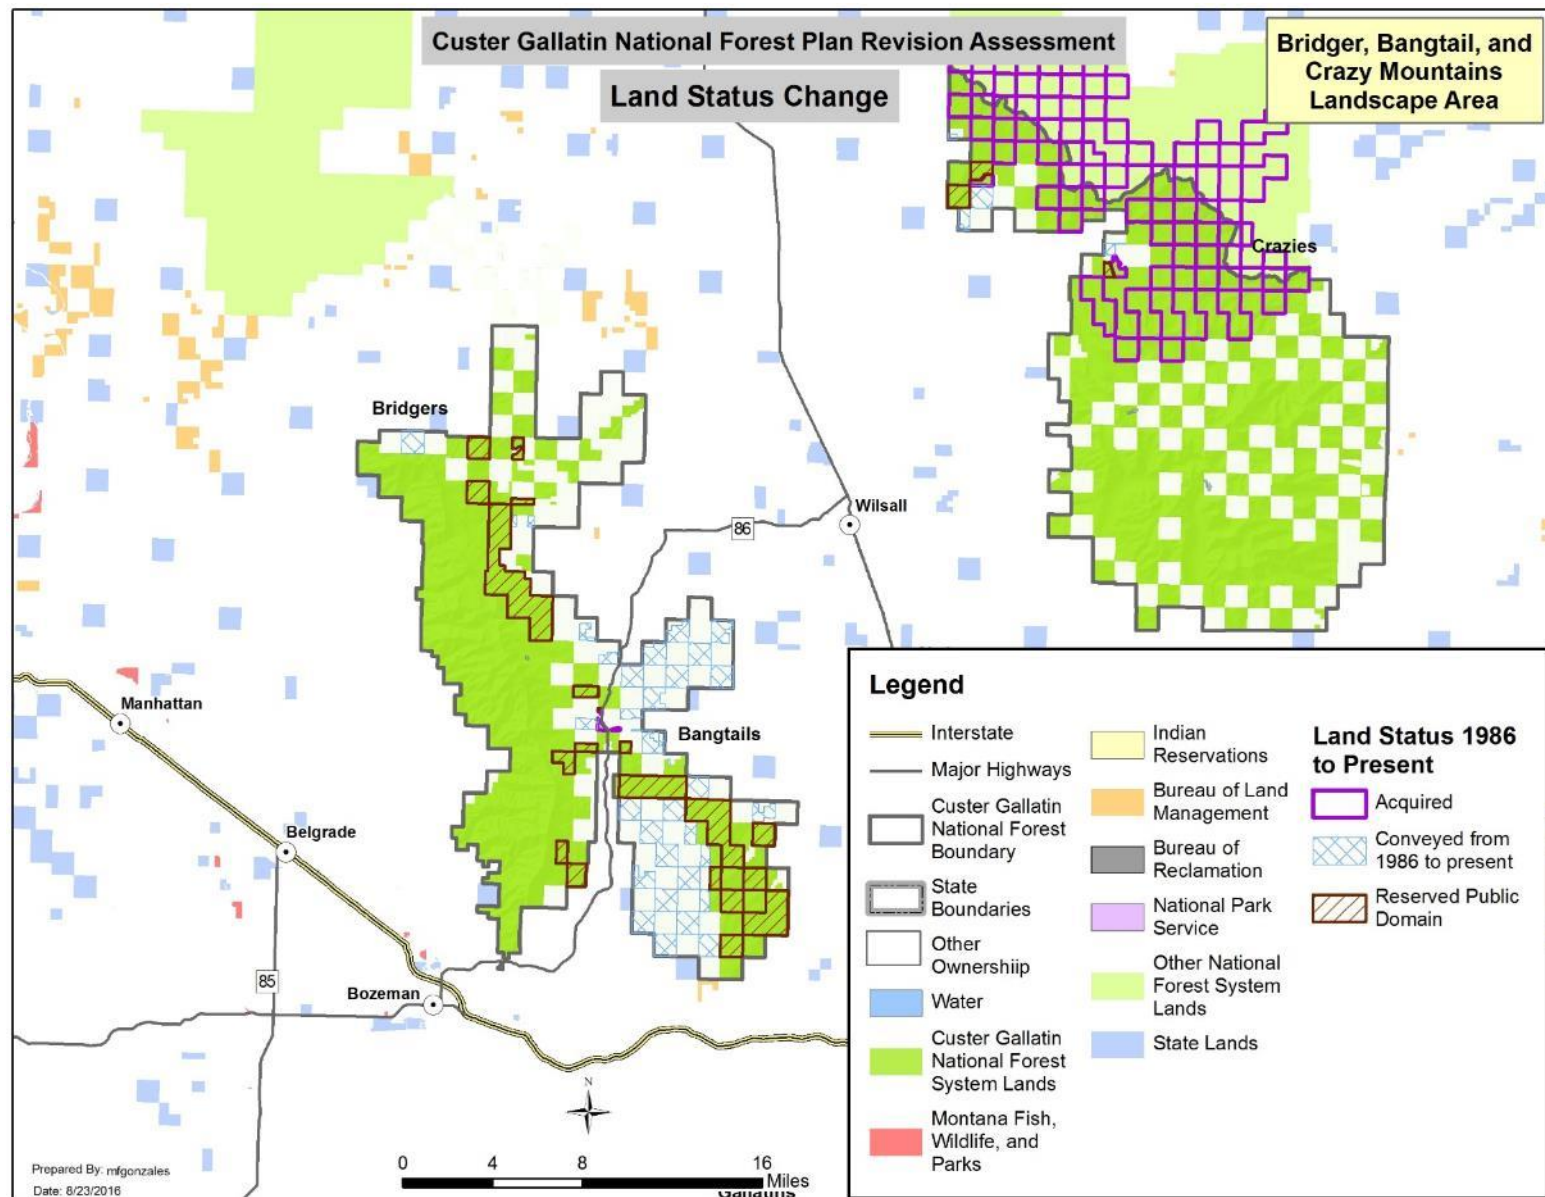 Custer Gallatin National Forest Plan Revision Assessment
Land Status Change
Bridger, Bangtail, and
Crazy Mountains
Landscape Area
Crazies
Bridgers
86
Wilsall
Manhattan
Bangtails
Belgrade
85
Bozeman
N
0 4 8 16
Miles
Gallatins
Prepared By: mfgonzales
Date: 8/23/2016
Legend
Interstate
Major Highways
Custer Gallatin
National Forest
Boundary
State
Boundaries
Other
Ownershiip
Water
Custer Gallatin
National Forest
System Lands
Montana Fish,
Wildlife, and
Parks
Indian
Reservations
Bureau of Land
Management
Bureau of
Reclamation
National Park
Service
Other National
Forest System
Lands
State Lands
Land Status 1986
to Present
Acquired
Conveyed from
1986 to present
Reserved Public
Domain